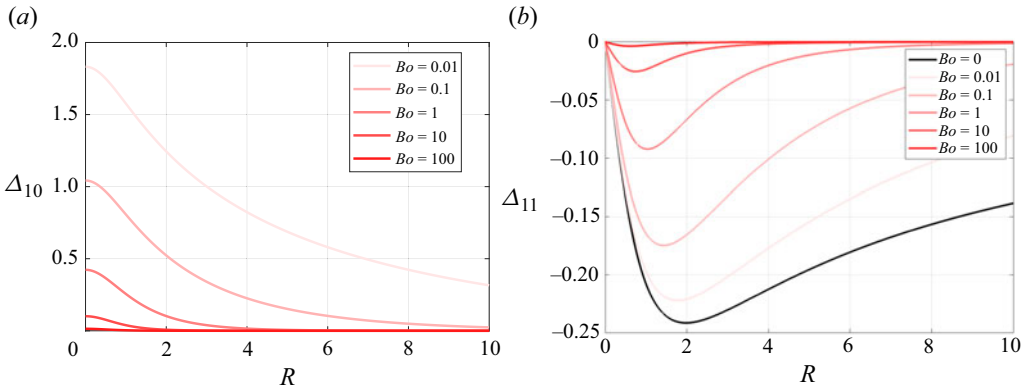 (a)
2.0
1.5
1.0
0.5
0
2
4
6
8
10
Δ10
R
Bo = 0.01
Bo = 0.1
Bo = 1
Bo = 10
Bo = 100
(b)
0
–0.05
–0.10
–0.15
–0.20
–0.25
0
2
4
6
8
10
Δ11
R
Bo = 0
Bo = 0.01
Bo = 0.1
Bo = 1
Bo = 10
Bo = 100